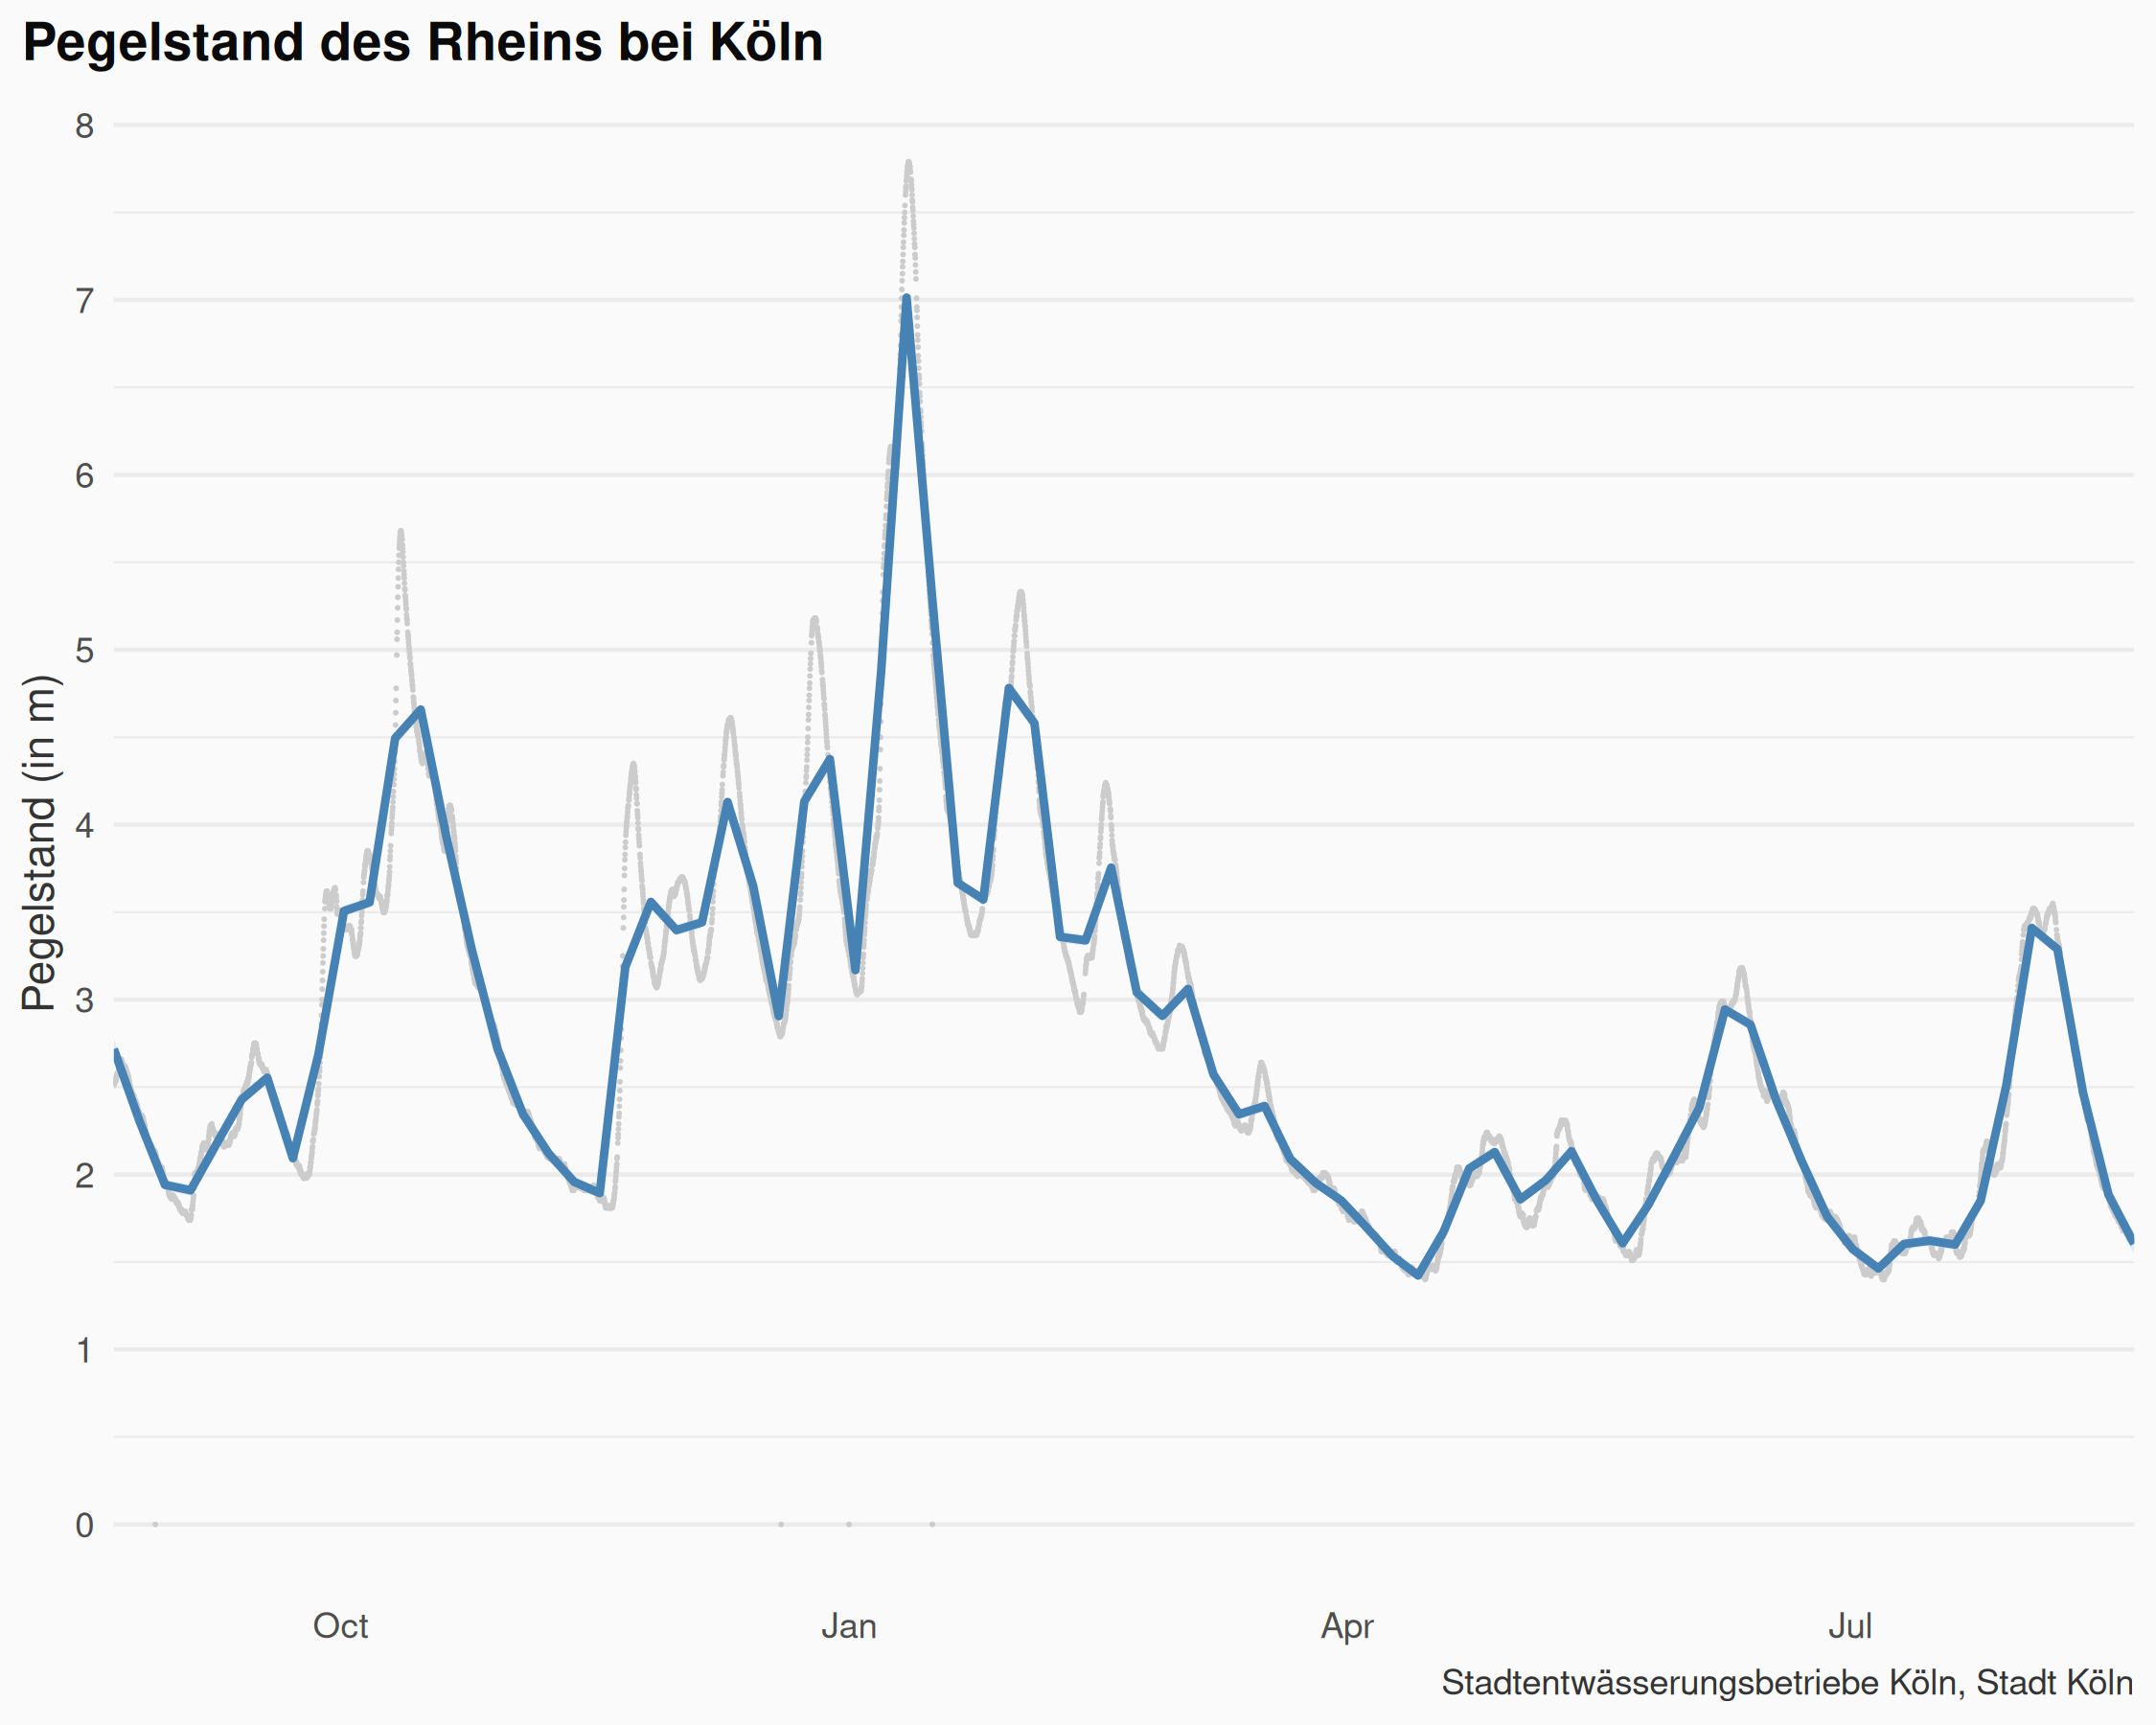 Pegelstand des Rheins bei Köln
Pegelstand (in m)
8
7
6
5
4
3
2
1
0
Oct Jan Apr Jul
Stadtentwässerungsbetriebe Köln, Stadt Köln